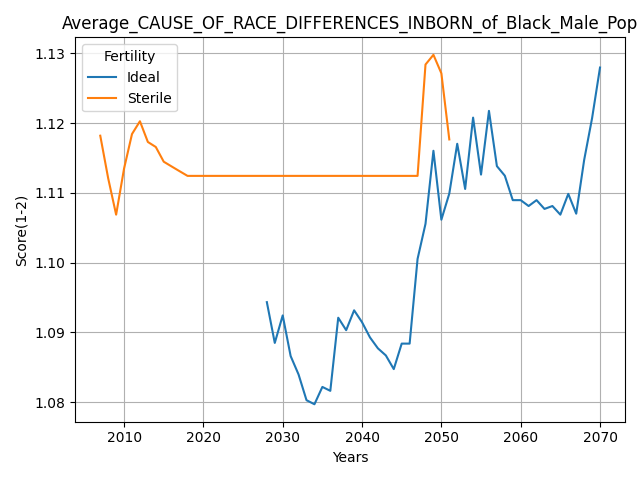 Average_CAUSE_OF_RACE_DIFFERENCES_INBORN_of_Black_Male_Pop
Fertility
Ideal
Sterile
1.13
1.12
1.11
1.10
1.09
1.08
Score(1-2)
2010 2020 2030 2040 2050 2060 2070
Years